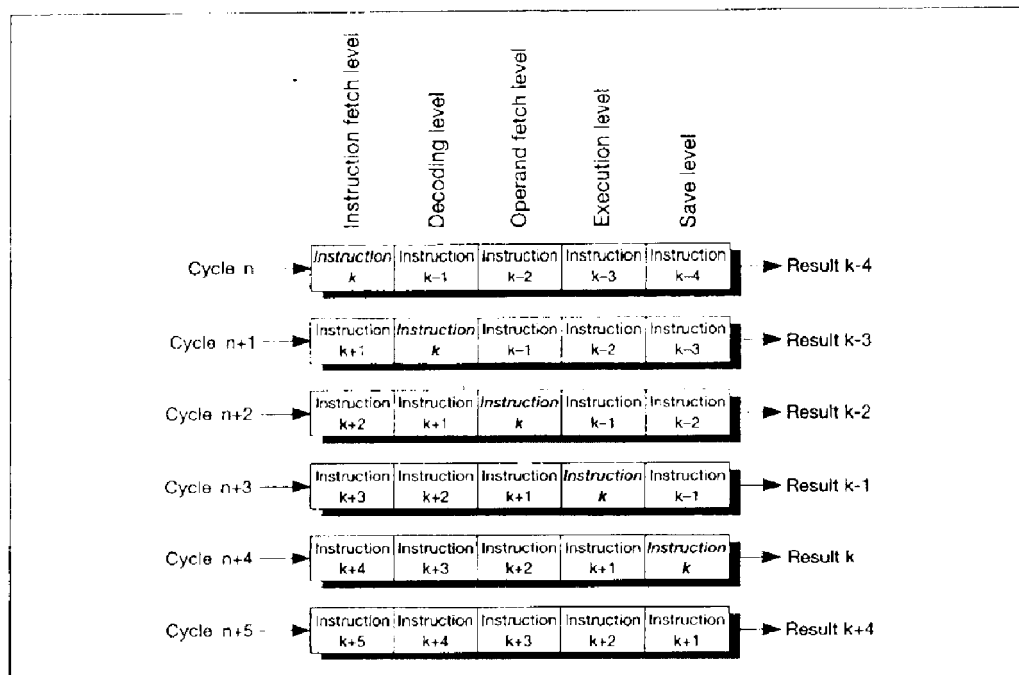 Instruction fetch level
Decoding level
Operand fetch level
Execution level
Save level
Cycle n
Instruction k
Instruction k-1
Instruction k-2
Instruction k-3
Instruction k-4
Result k-4
Cycle n+1
Instruction k+1
Instruction k
Instruction k-1
Instruction k-2
Instruction k-3
Result k-3
Cycle n+2
Instruction k+2
Instruction k+1
Instruction k
Instruction k-1
Instruction k-2
Result k-2
Cycle n+3
Instruction k+3
Instruction k+2
Instruction k+1
Instruction k
Instruction k-1
Result k-1
Cycle n+4
Instruction k+4
Instruction k+3
Instruction k+2
Instruction k+1
Instruction k
Result k
Cycle n+5
Instruction k+5
Instruction k+4
Instruction k+3
Instruction k+2
Instruction k+1
Result k+4